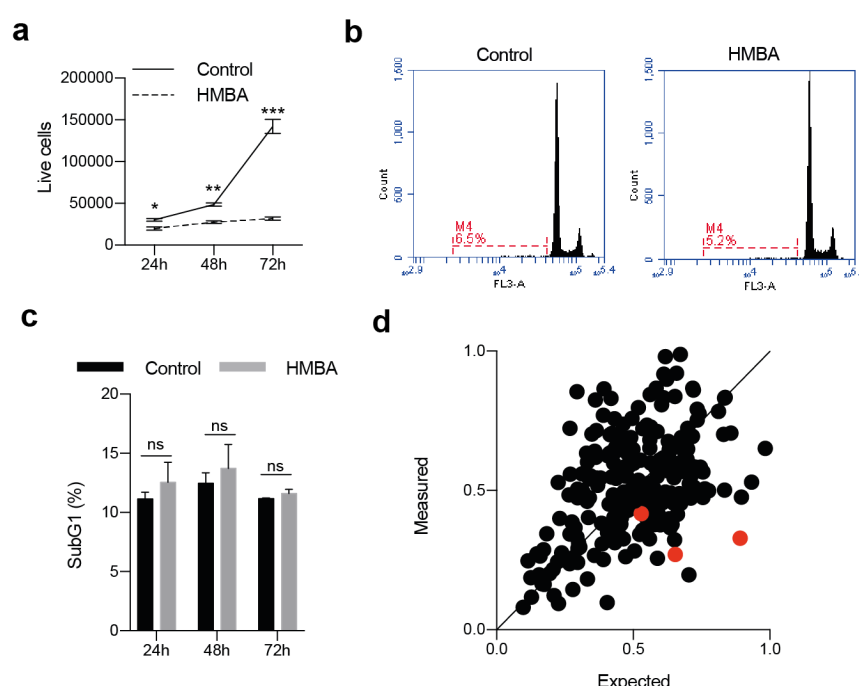 a
Control
HMBA
200000
150000
100000
50000
0
Live cells
*
**
***
24h
48h
72h
b
Control
1,500
1,000
500
0
Count
M4
6.5%
FL3-A
HMBA
1,500
1,000
500
0
Count
M4
5.2%
FL3-A
c
Control
HMBA
20
15
10
5
0
SubG1 (%)
ns
ns
ns
24h
48h
72h
d
1.0
0.5
0.0
Measured
0.0
0.5
1.0
Expected